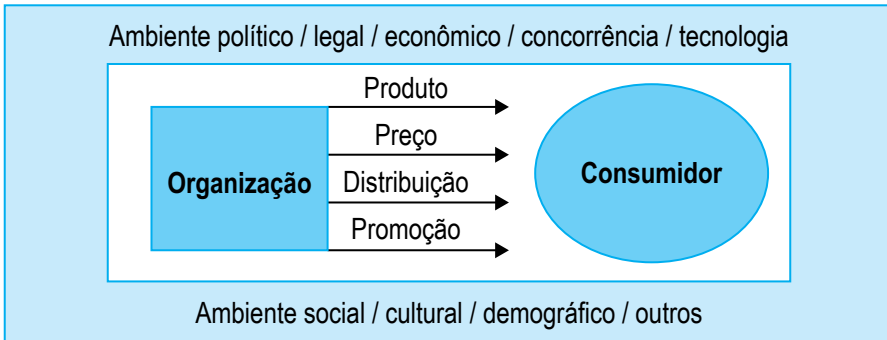 Ambiente político / legal / econômico / concorrência / tecnologia
Produto
Preço
Organização
Distribuição
Consumidor
Promoção
Ambiente social / cultural / demográfico / outros